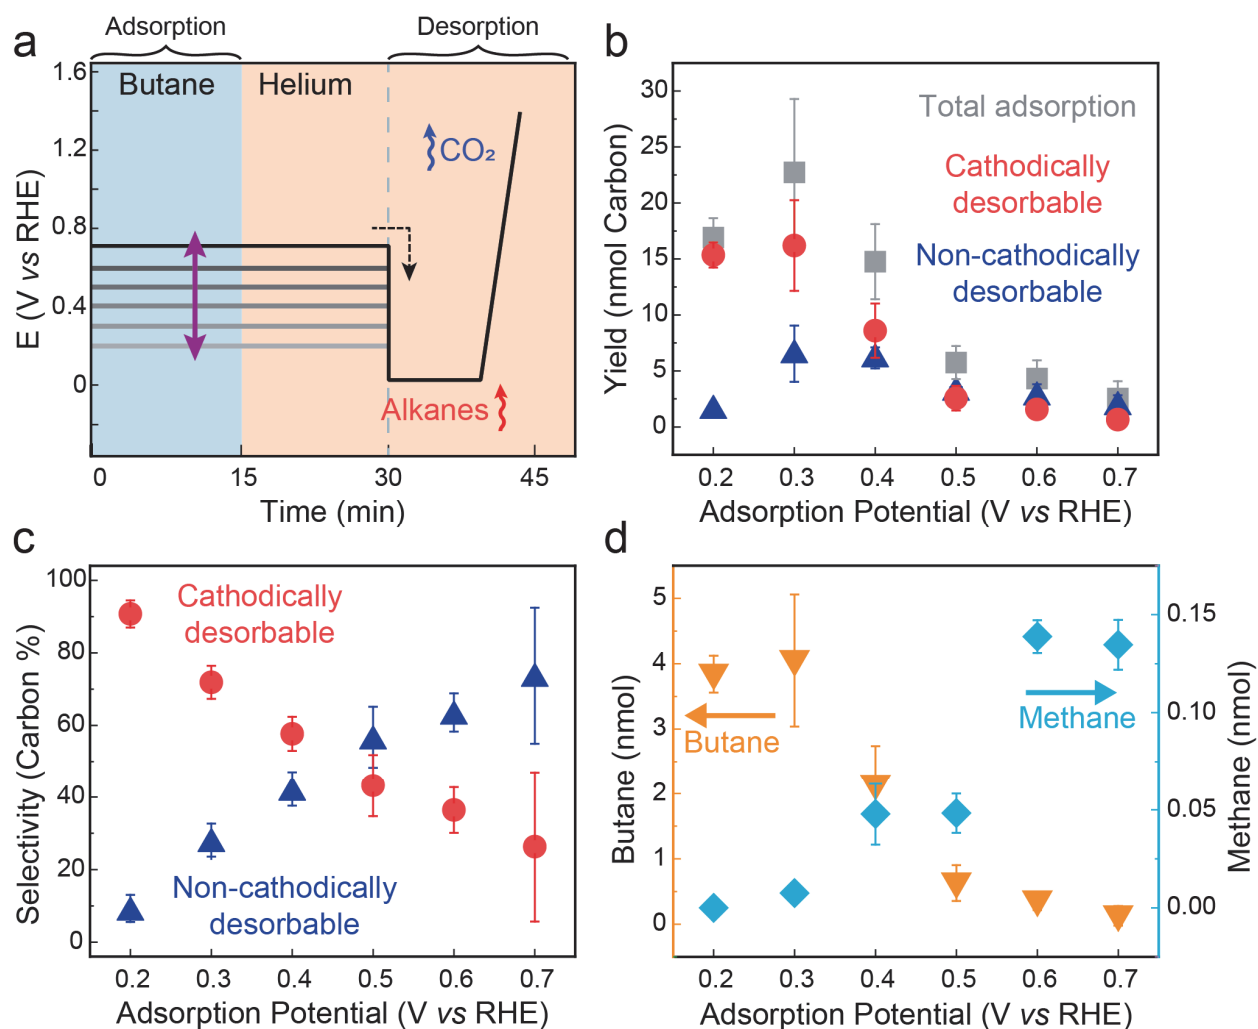 a
Adsorption
Desorption
Butane
Helium
CO₂
Alkanes
1.6
1.2
0.8
0.4
0
E (V vs RHE)
0
15
30
45
Time (min)
b
Total adsorption
Cathodically
desorbable
Non-cathodically
desorbable
30
25
20
15
10
5
0
Yield (nmol Carbon)
0.2
0.3
0.4
0.5
0.6
0.7
Adsorption Potential (V vs RHE)
c
Cathodically
desorbable
Non-cathodically
desorbable
100
80
60
40
20
0
Selectivity (Carbon %)
0.2
0.3
0.4
0.5
0.6
0.7
Adsorption Potential (V vs RHE)
d
Butane
Methane
5
4
3
2
1
0
Butane (nmol)
0.15
0.10
0.05
0.00
Methane (nmol)
0.2
0.3
0.4
0.5
0.6
0.7
Adsorption Potential (V vs RHE)